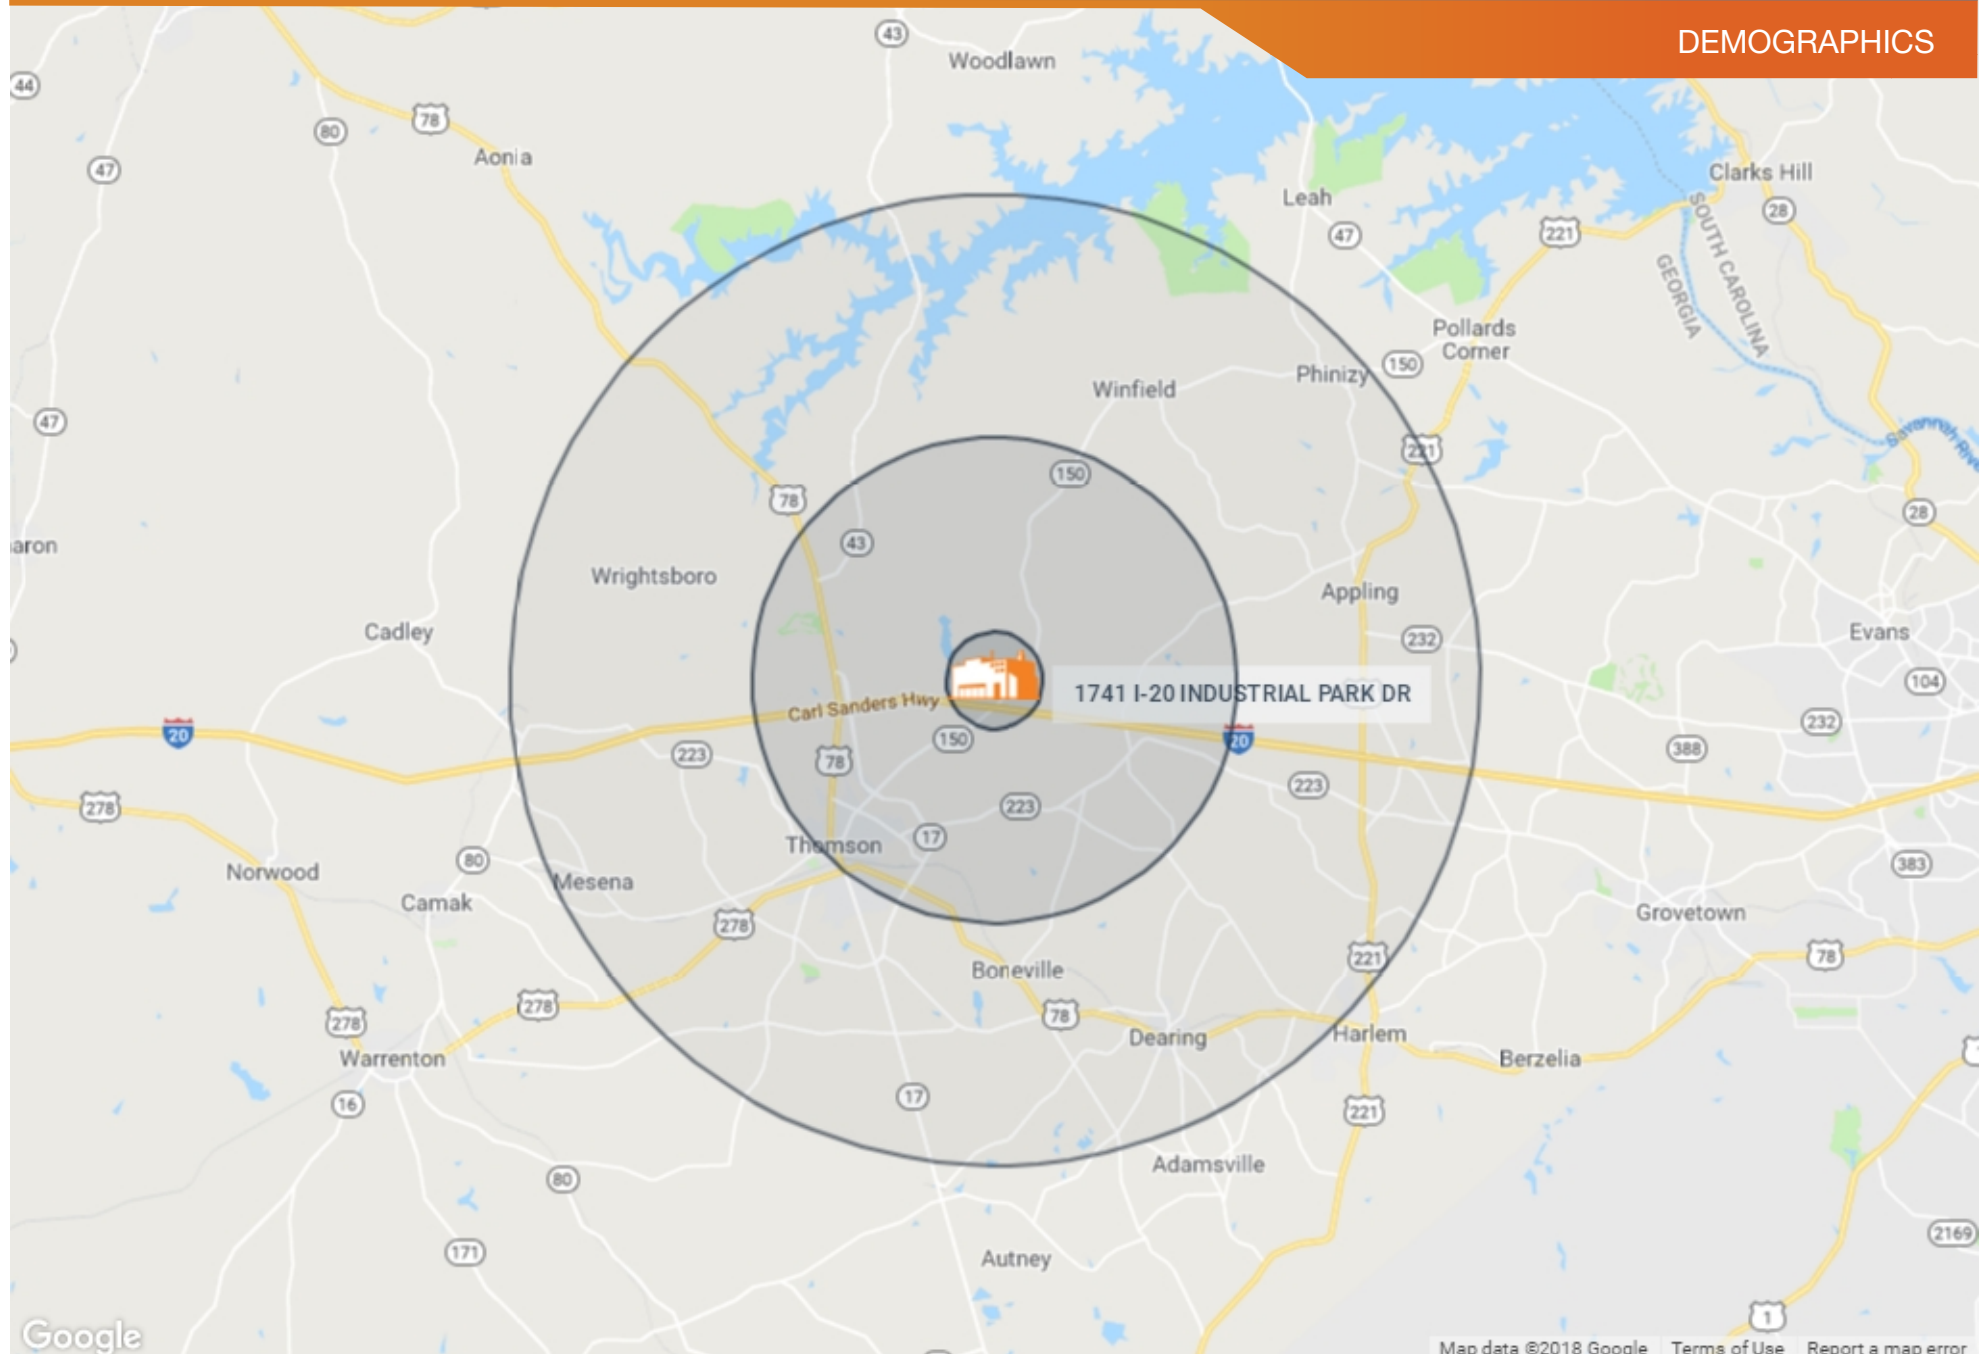 DEMOGRAPHICS
43
Woodlawn
44
78
80
Aonia
47
Clarks Hill
Leah
28
47
221
SOUTH CAROLINA
GEORGIA
Pollards
Corner
150
Phinizy
Winfield
47
Savannah Rive
221
150
78
28
43
aron
Wrightsboro
Appling
Cadley
232
Evans
104
1741 I-20 INDUSTRIAL PARK DR
Carl Sanders Hwy
20
150
20
232
388
223
78
223
278
223
17
Thomson
80
383
Norwood
Mesena
Camak
Grovetown
278
221
78
Boneville
278
278
78
Dearing
Harlem
Warrenton
Berzelia
16
17
221
Adamsville
80
2169
171
Autney
1
Google
Map data ©2018 Google
Terms of Use
Report a map error